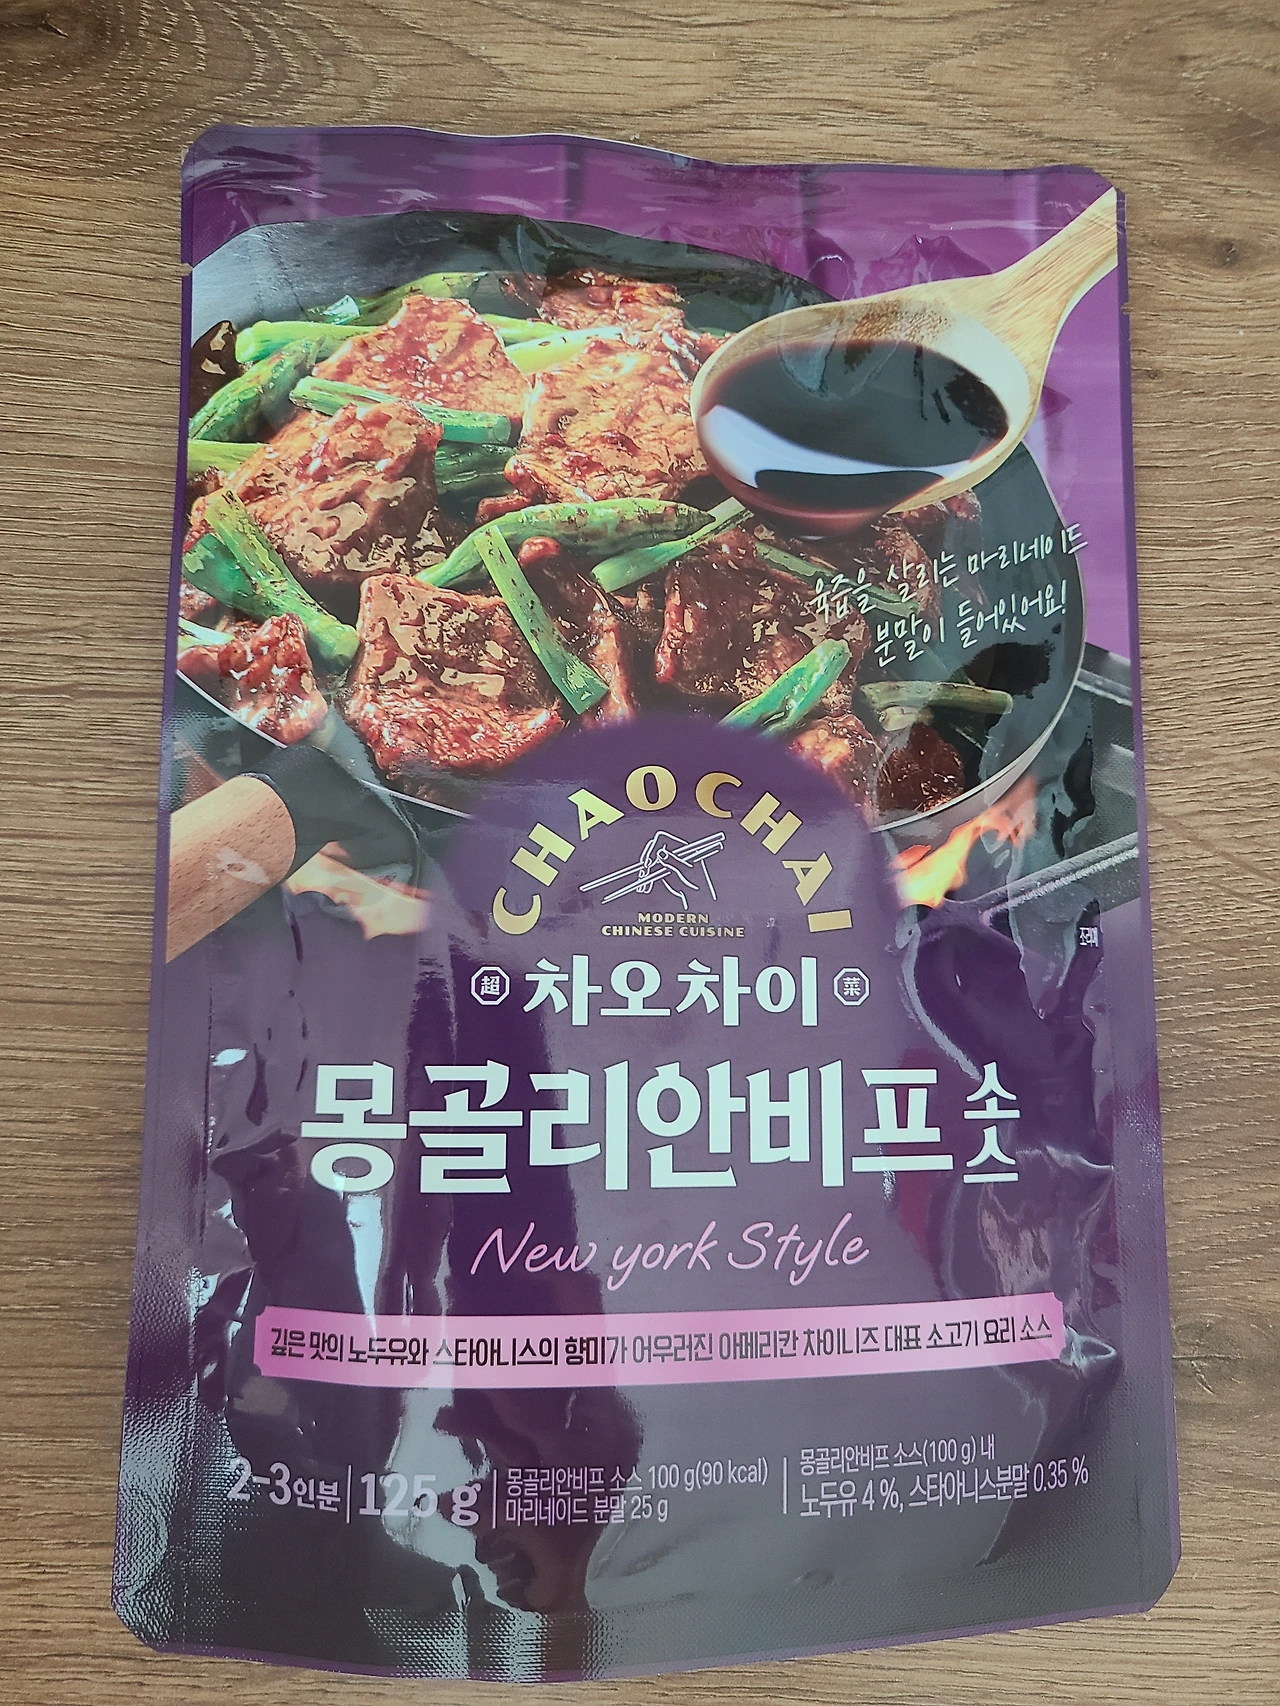 육즙을 살리는 마리네이드
분말이 들어있어요!
CHAOCHAI
MODERN
CHINESE CUISINE
超 차오차이 菜
몽골리안비프 소스
New york Style
깊은 맛의 노두유와 스타아니스의 향미가 어우러진 아메리칸 차이니즈 대표 소고기 요리 소스
2-3인분 125 g
몽골리안비프 소스 100 g(90 kcal)
마리네이드 분말 25 g
몽골리안비프 소스(100 g) 내
노두유 4 %, 스타아니스분말 0.35 %